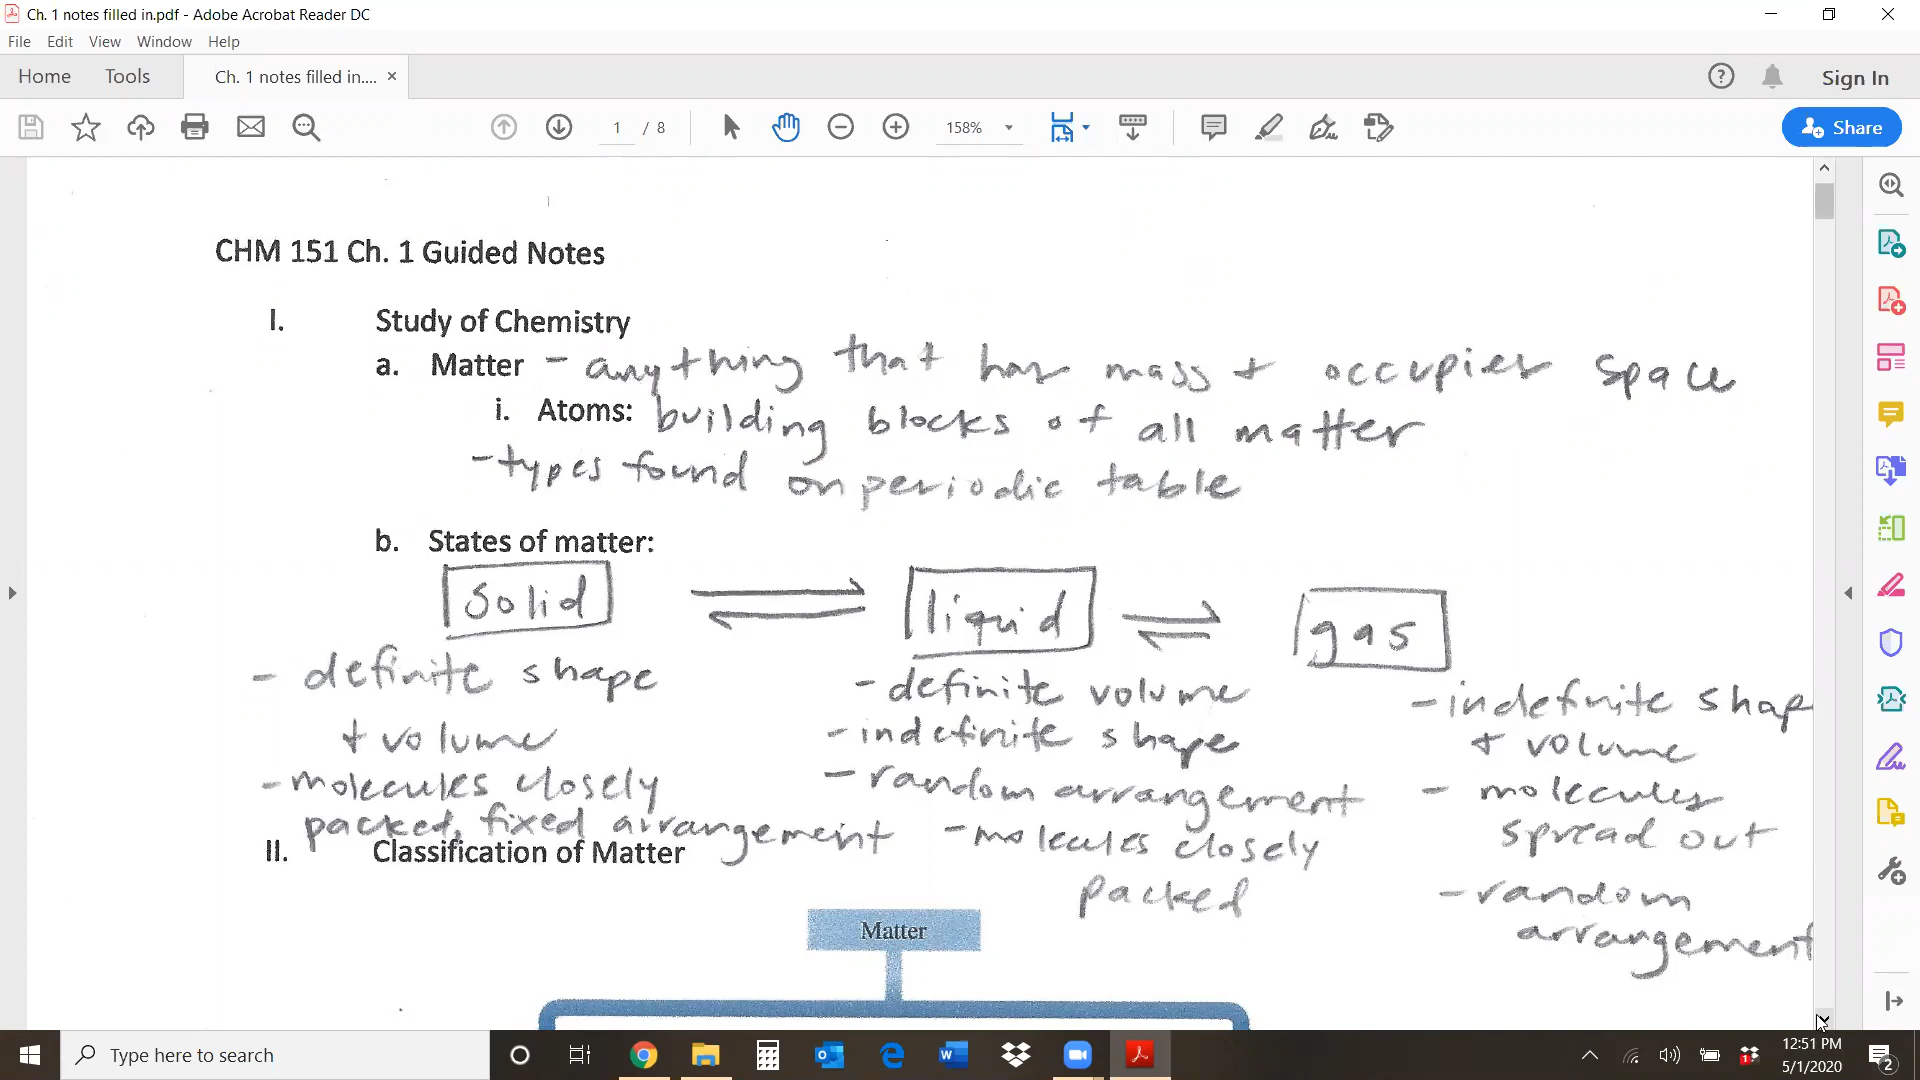 Ch. 1 notes filled in.pdf - Adobe Acrobat Reader DC
File Edit View Window Help
Home Tools Ch. 1 notes filled in.... × Sign In
1 / 8 158% Share
CHM 151 Ch. 1 Guided Notes
I. Study of Chemistry
a. Matter - anything that has mass + occupies space
i. Atoms: building blocks of all matter
- types found on periodic table
b. States of matter:
solid liquid gas
- definite shape - definite volume - indefinite shap
+ volume - indefinite shape + volume
- molecules closely - random arrangement - molecules
packed, fixed arrangement - molecules closely spread out
II. Classification of Matter
packed - random
arrangement
Matter
Type here to search
12:51 PM
5/1/2020
2